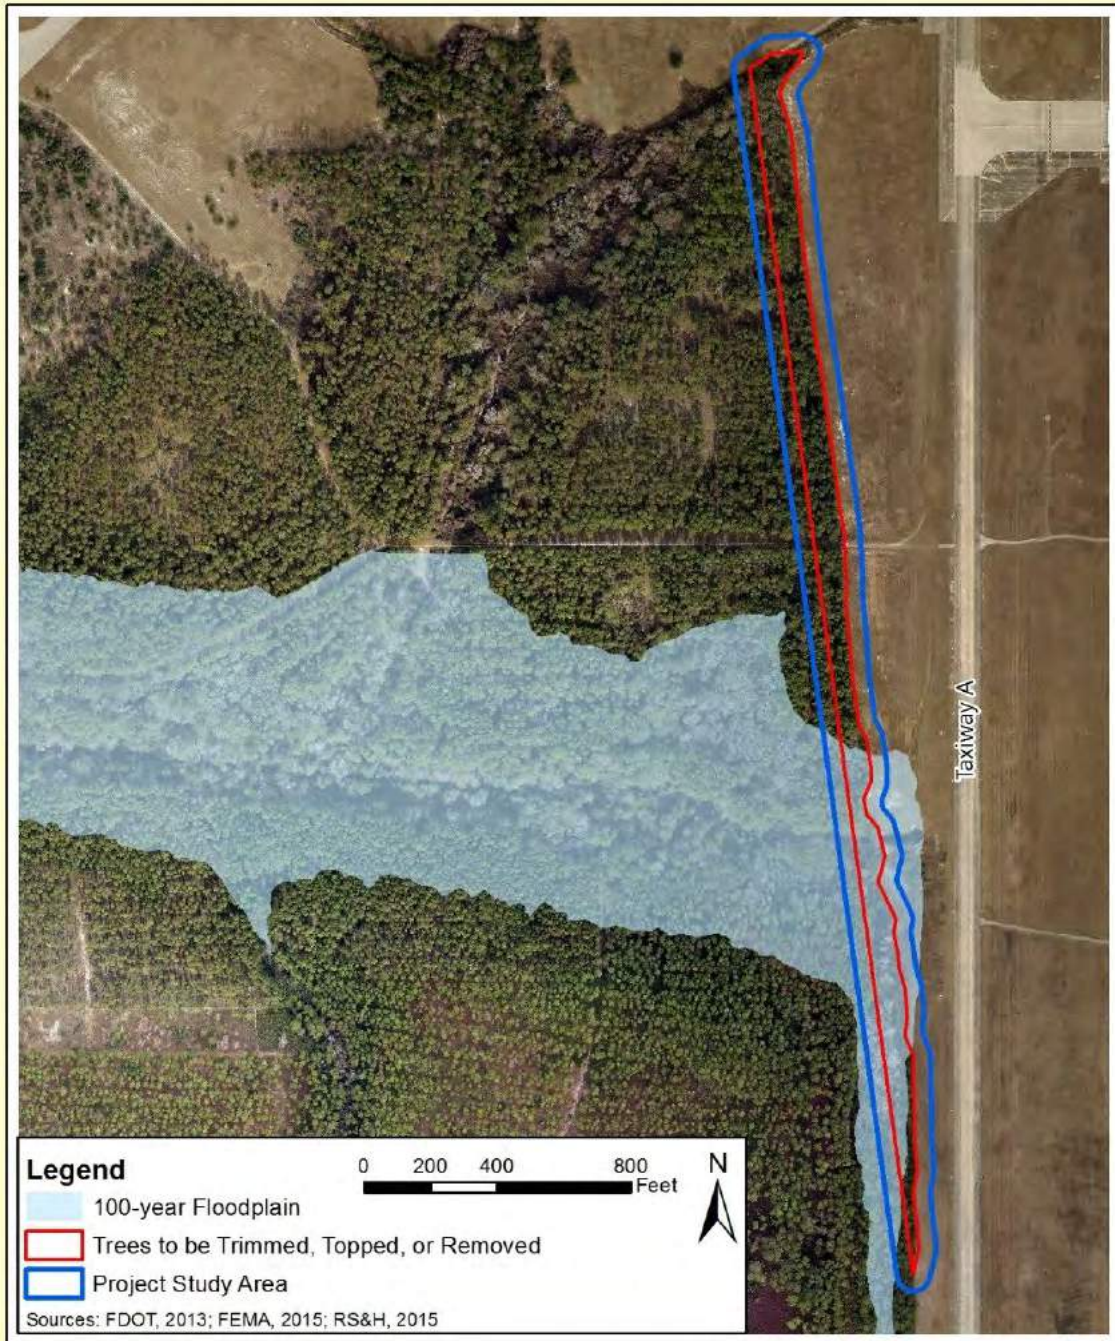 Taxiway A
Legend
0 200 400 800
Feet
N
100-year Floodplain
Trees to be Trimmed, Topped, or Removed
Project Study Area
Sources: FDOT, 2013; FEMA, 2015; RS&H, 2015